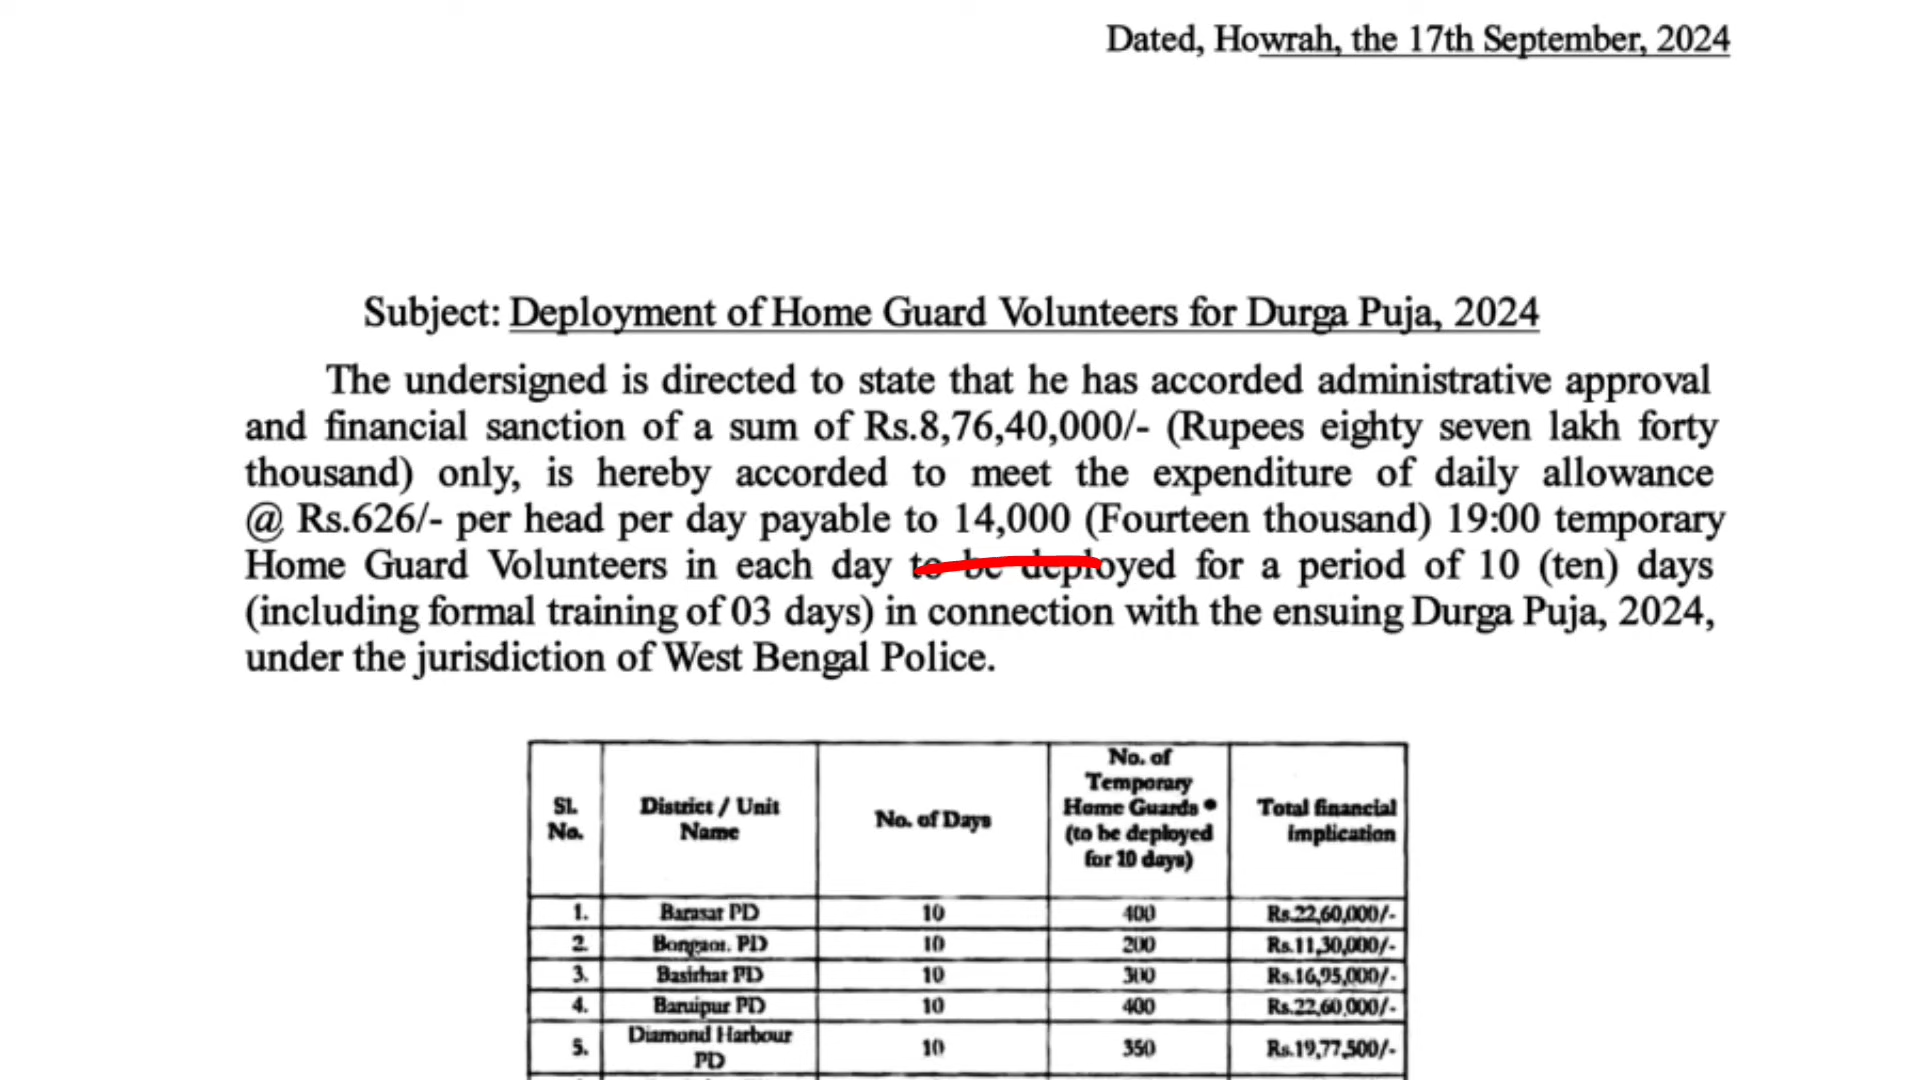 Dated, Howrah, the 17th September, 2024
Subject: Deployment of Home Guard Volunteers for Durga Puja, 2024
The undersigned is directed to state that he has accorded administrative approval
and financial sanction of a sum of Rs.8,76,40,000/- (Rupees eighty seven lakh forty
thousand) only, is hereby accorded to meet the expenditure of daily allowance
@ Rs.626/- per head per day payable to 14,000 (Fourteen thousand) 19:00 temporary
Home Guard Volunteers in each day to be deployed for a period of 10 (ten) days
(including formal training of 03 days) in connection with the ensuing Durga Puja, 2024,
under the jurisdiction of West Bengal Police.
Sl. No. District / Unit Name No. of Days No. of Temporary Home Guards * (to be deployed for 10 days) Total financial implication
1. Barasat PD 10 400 Rs.22,60,000/-
2. PD 10 200 Rs.11,30,000/-
3. Basirhat PD 10 300 Rs.16,95,000/-
4. Baruipur PD 10 400 Rs.22,60,000/-
5. Diamond Harbour PD 10 350 Rs.19,77,500/-